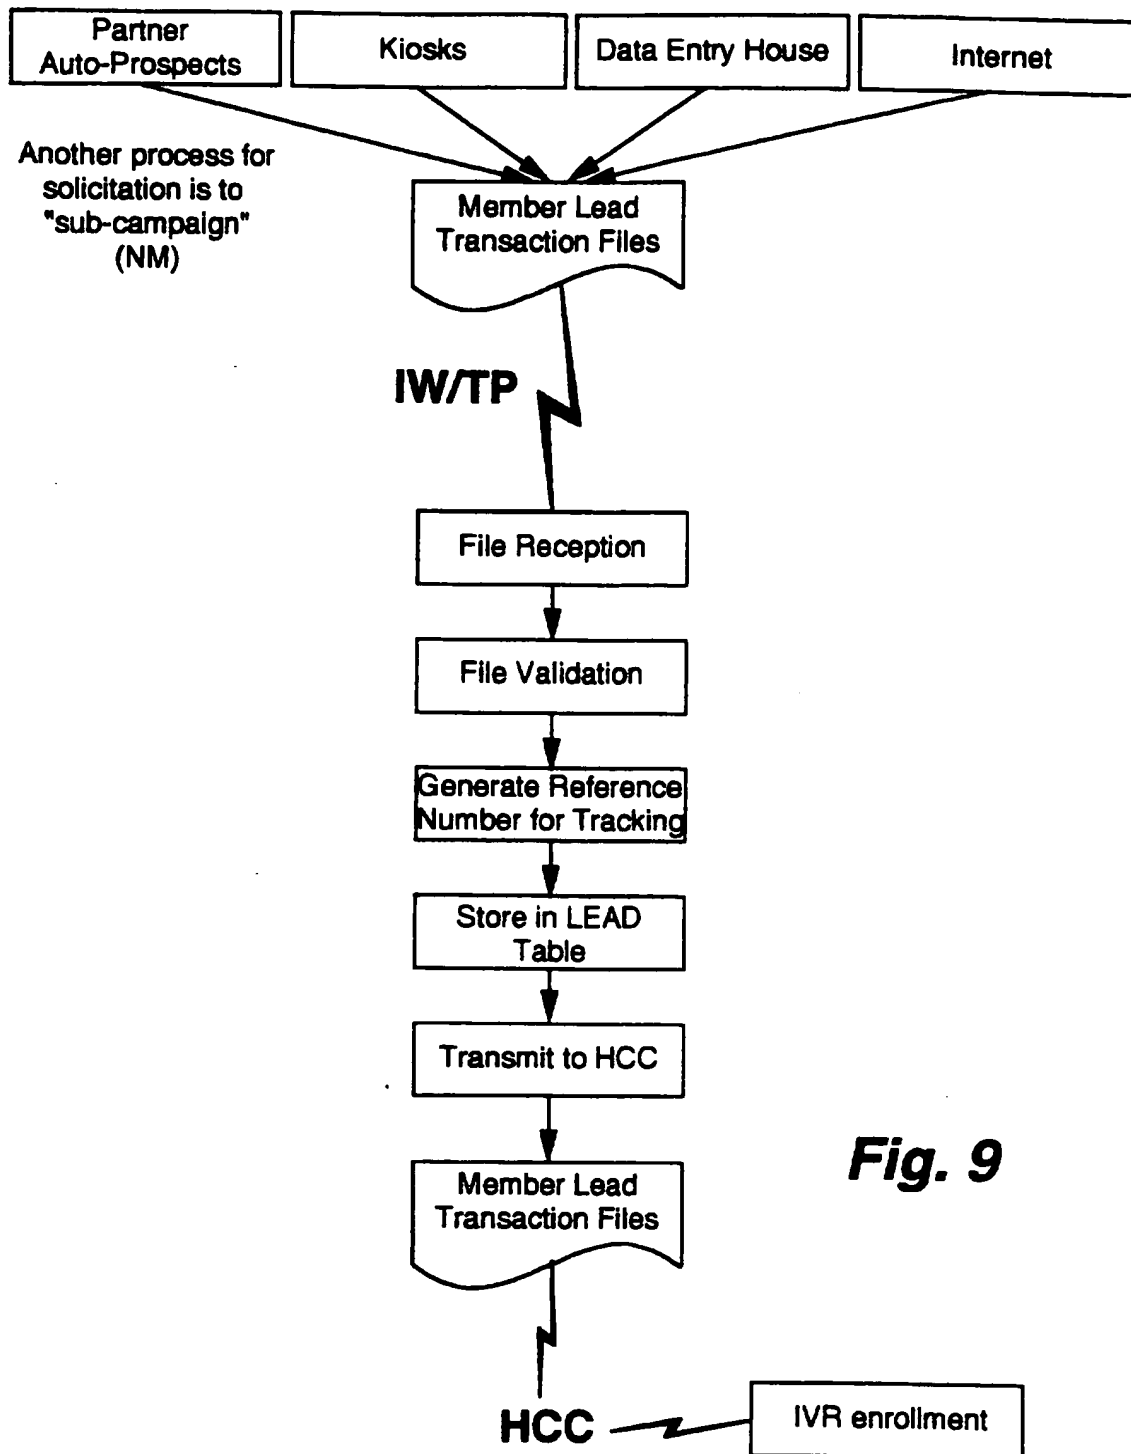 Partner
Auto-Prospects
Kiosks
Data Entry House
Internet
Another process for
solicitation is to
"sub-campaign"
(NM)
Member Lead
Transaction Files
IW/TP
File Reception
File Validation
Generate Reference
Number for Tracking
Store in LEAD
Table
Transmit to HCC
Member Lead
Transaction Files
Fig. 9
HCC
IVR enrollment